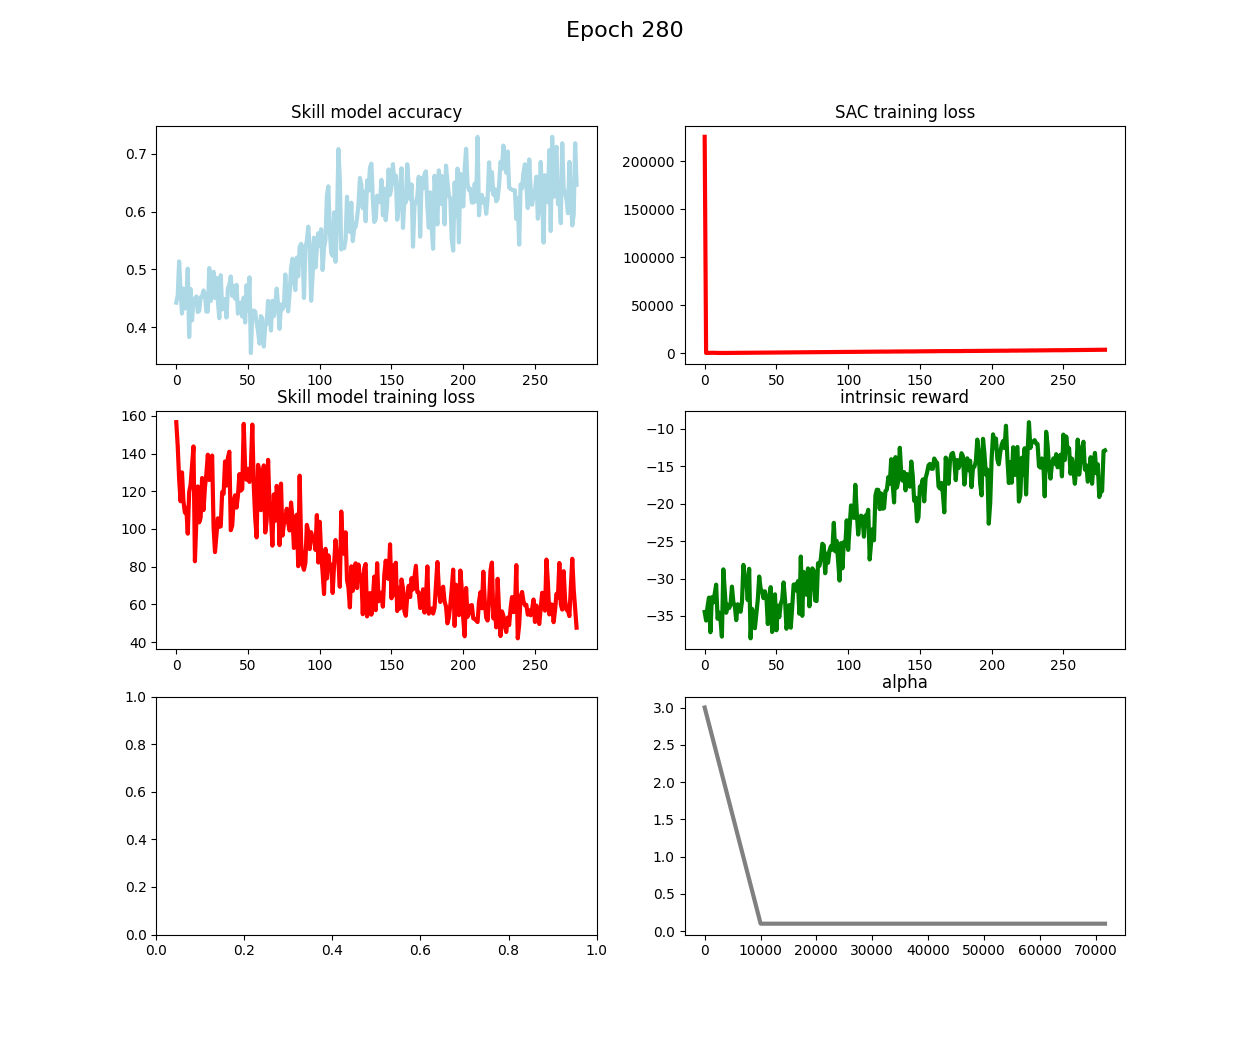 Epoch 280
Skill model accuracy
0.7
0.6
0.5
0.4
0 50 100 150 200 250
SAC training loss
200000
150000
100000
50000
0
0 50 100 150 200 250
Skill model training loss
160
140
120
100
80
60
40
0 50 100 150 200 250
intrinsic reward
−10
−15
−20
−25
−30
−35
0 50 100 150 200 250
1.0
0.8
0.6
0.4
0.2
0.0
0.0 0.2 0.4 0.6 0.8 1.0
alpha
3.0
2.5
2.0
1.5
1.0
0.5
0.0
0 10000 20000 30000 40000 50000 60000 70000